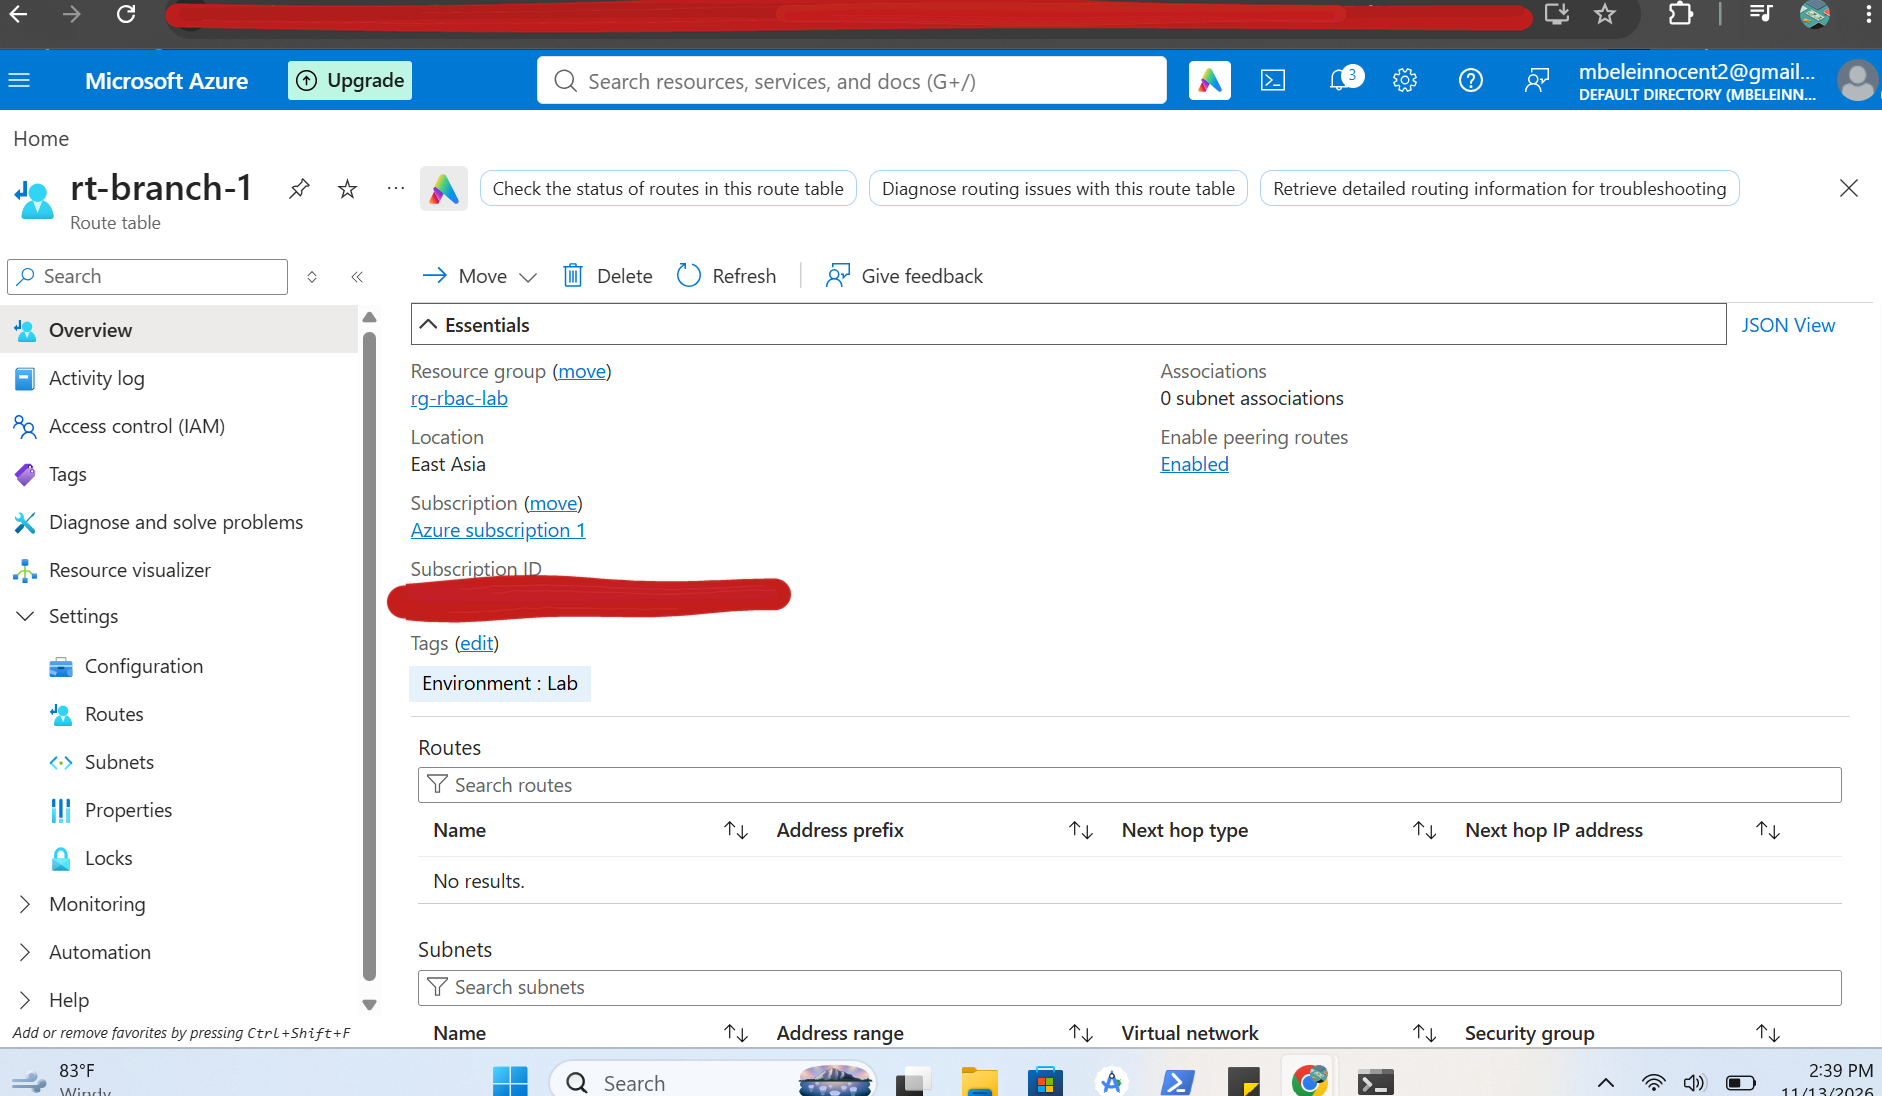 Microsoft Azure
Upgrade
Search resources, services, and docs (G+/)
3
mbeleinnocent2@gmail...
DEFAULT DIRECTORY (MBELEINN...
Home
rt-branch-1
Route table
Check the status of routes in this route table
Diagnose routing issues with this route table
Retrieve detailed routing information for troubleshooting
Search
Move
Delete
Refresh
Give feedback
Overview
Activity log
Access control (IAM)
Tags
Diagnose and solve problems
Resource visualizer
Settings
Configuration
Routes
Subnets
Properties
Locks
Monitoring
Automation
Help
Add or remove favorites by pressing Ctrl+Shift+F
Essentials
JSON View
Resource group (move)
rg-rbac-lab
Location
East Asia
Subscription (move)
Azure subscription 1
Subscription ID
Associations
0 subnet associations
Enable peering routes
Enabled
Tags (edit)
Environment : Lab
Routes
Search routes
Name
Address prefix
Next hop type
Next hop IP address
No results.
Subnets
Search subnets
Name
Address range
Virtual network
Security group
83°F
Windy
Search
2:39 PM
11/13/2026